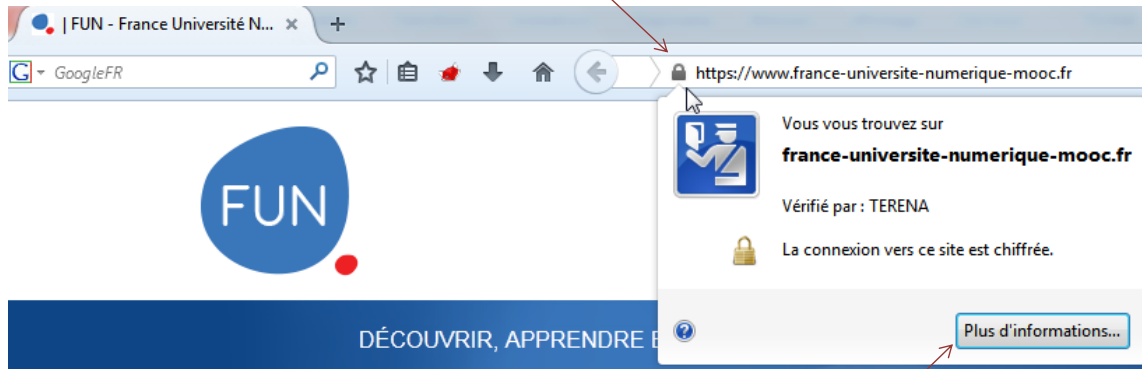 | FUN - France Université N... × +
G GoogleFR
https://www.france-universite-numerique-mooc.fr
Vous vous trouvez sur
france-universite-numerique-mooc.fr
Vérifié par : TERENA
La connexion vers ce site est chiffrée.
FUN
DÉCOUVRIR, APPRENDRE
? Plus d'informations...